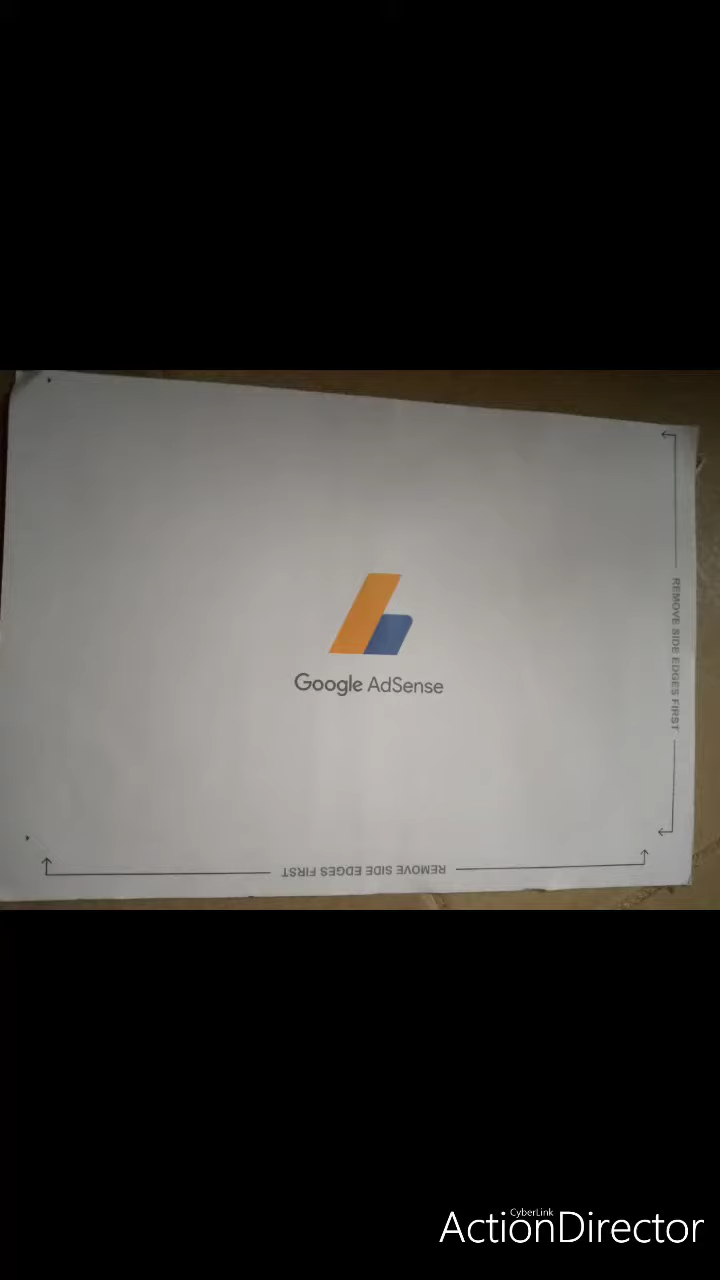 REMOVE SIDE EDGES FIRST
Google AdSense
REMOVE SIDE EDGES FIRST
CyberLink
ActionDirector